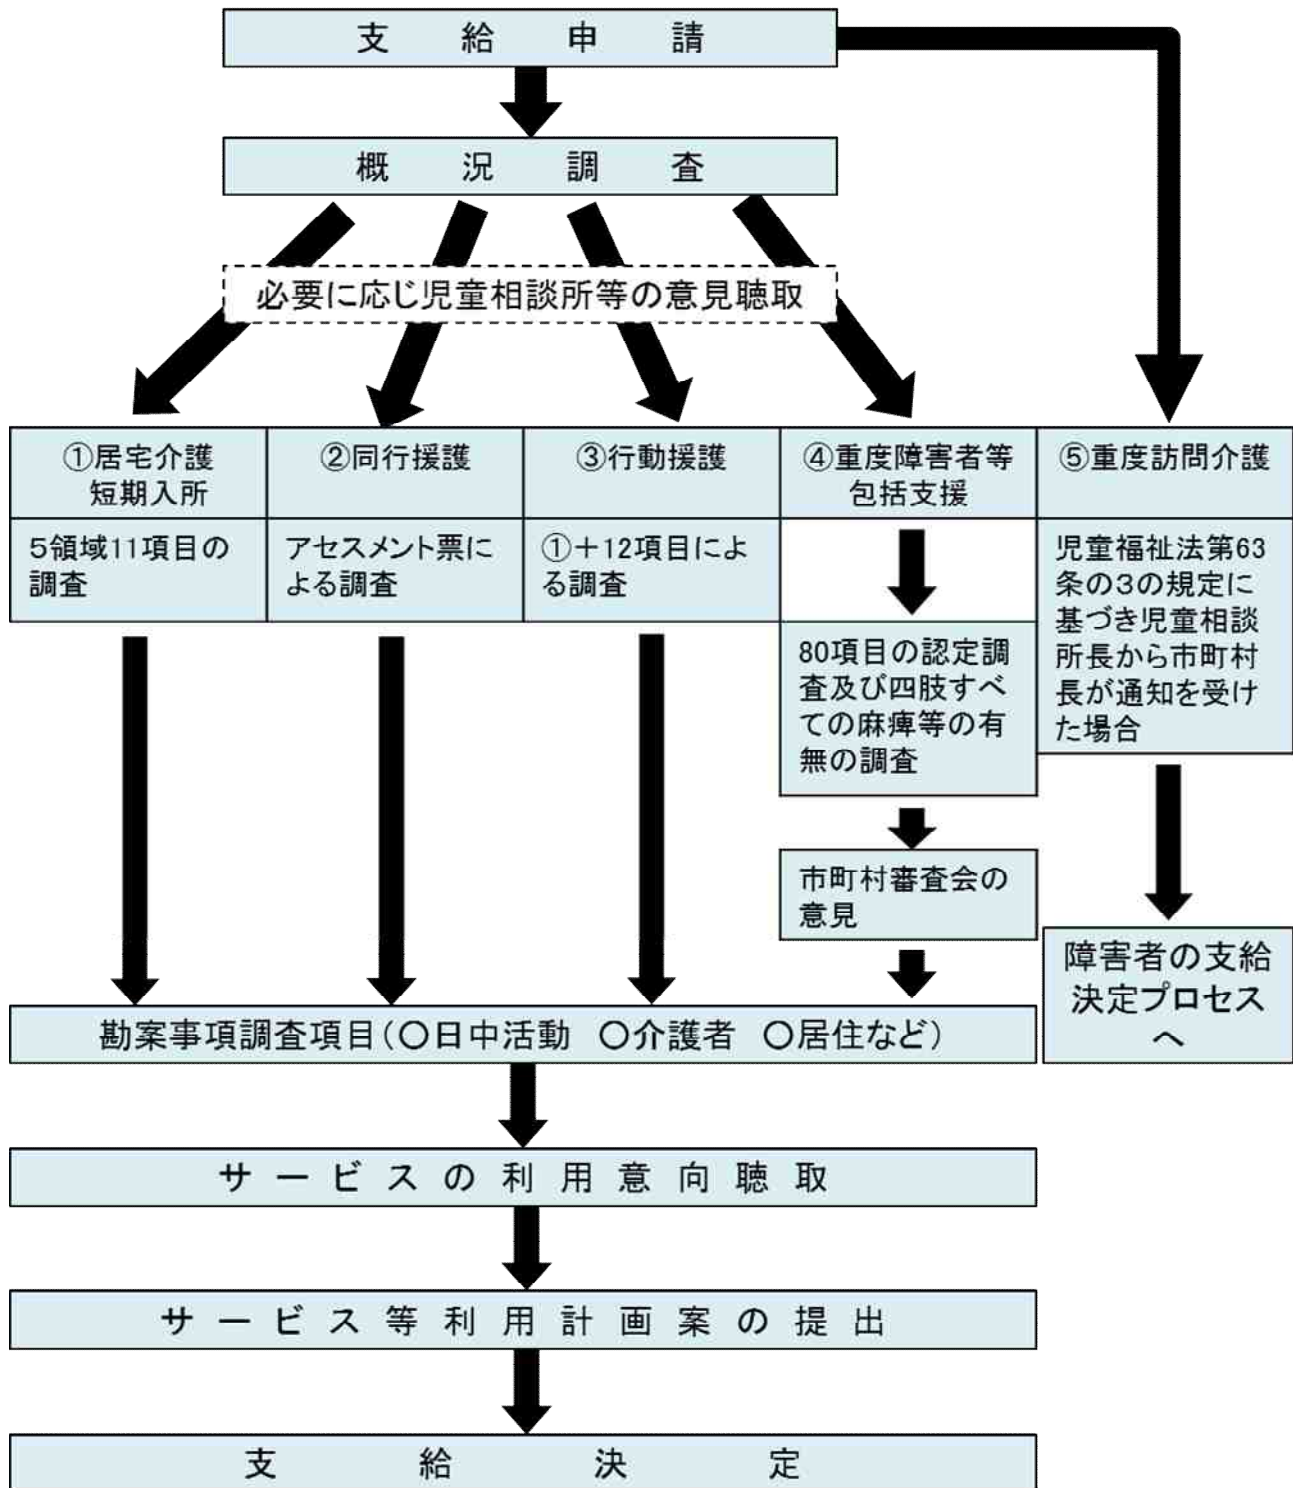 支給申請
概況調査
必要に応じ児童相談所等の意見聴取
①居宅介護
短期入所
5領域11項目の
調査
②同行援護
アセスメント票に
よる調査
③行動援護
①+12項目によ
る調査
④重度障害者等
包括支援
80項目の認定調
査及び四肢すべ
ての麻痺等の有
無の調査
市町村審査会の
意見
⑤重度訪問介護
児童福祉法第63
条の3の規定に
基づき児童相談
所長から市町村
長が通知を受け
た場合
障害者の支給
決定プロセス
へ
勘案事項調査項目(○日中活動 ○介護者 ○居住など)
サービスの利用意向聴取
サービス等利用計画案の提出
支給決定